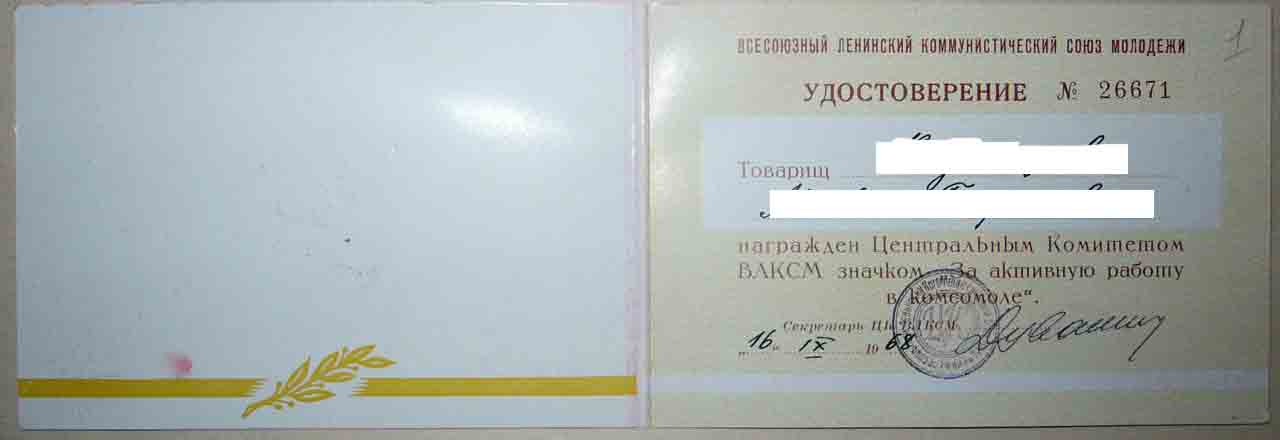 1
ВСЕСОЮЗНЫЙ ЛЕНИНСКИЙ КОММУНИСТИЧЕСКИЙ СОЮЗ МОЛОДЕЖИ
УДОСТОВЕРЕНИЕ № 26671
Товарищ
награжден Центральным Комитетом
ВЛКСМ значком „За активную работу
в комсомоле“.
Секретарь ЦК ВЛКСМ
„16“ IX 1968